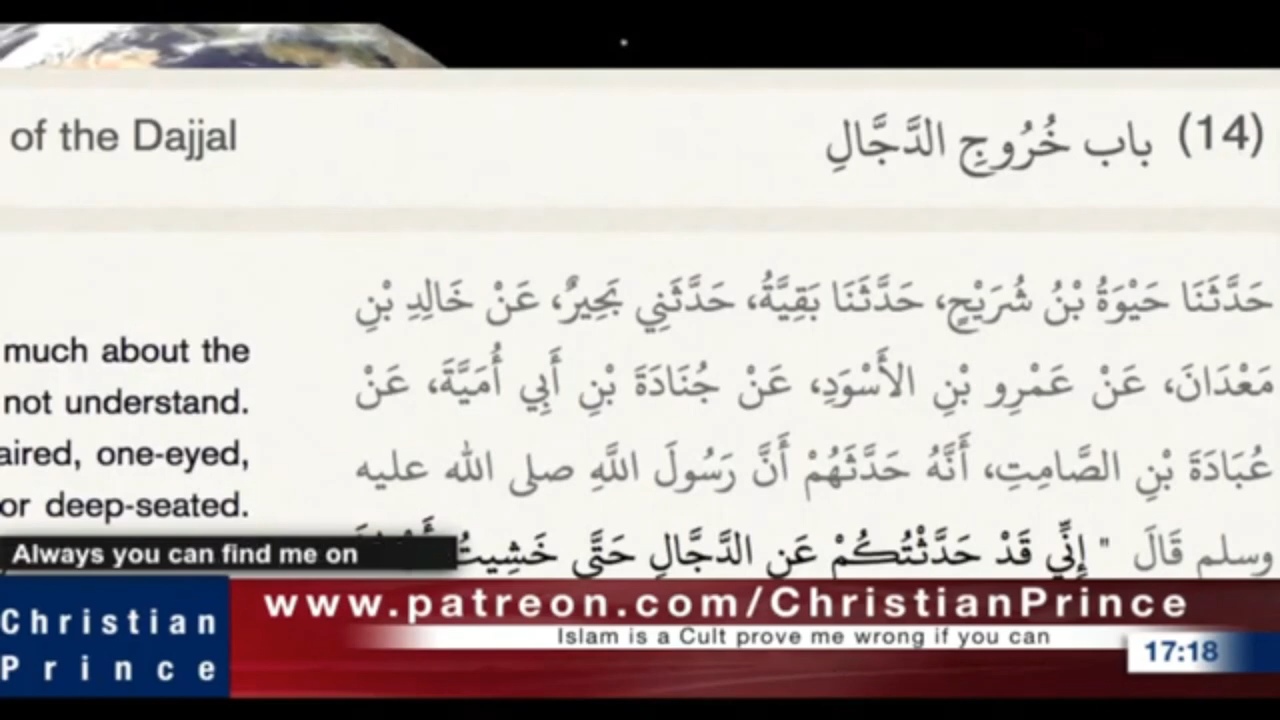 of the Dajjal
(14) باب خُرُوجِ الدَّجَّالِ
حَدَّثَنَا حَيْوَةُ بْنُ شُرَيْحٍ، حَدَّثَنَا بَقِيَّةُ، حَدَّثَنِي بَحِيرٌ، عَنْ خَالِدِ بْنِ
مَعْدَانَ، عَنْ عَمْرِو بْنِ الأَسْوَدِ، عَنْ جُنَادَةَ بْنِ أَبِي أُمَيَّةَ، عَنْ
عُبَادَةَ بْنِ الصَّامِتِ، أَنَّهُ حَدَّثَهُمْ أَنَّ رَسُولَ اللَّهِ صلى الله عليه
وسلم قَالَ " إِنِّي قَدْ حَدَّثْتُكُمْ عَنِ الدَّجَّالِ حَتَّى خَشِيتُ
much about the
not understand.
aired, one-eyed,
or deep-seated.
Always you can find me on
www.patreon.com/ChristianPrince
Islam is a Cult prove me wrong if you can
Christian
Prince
17:18